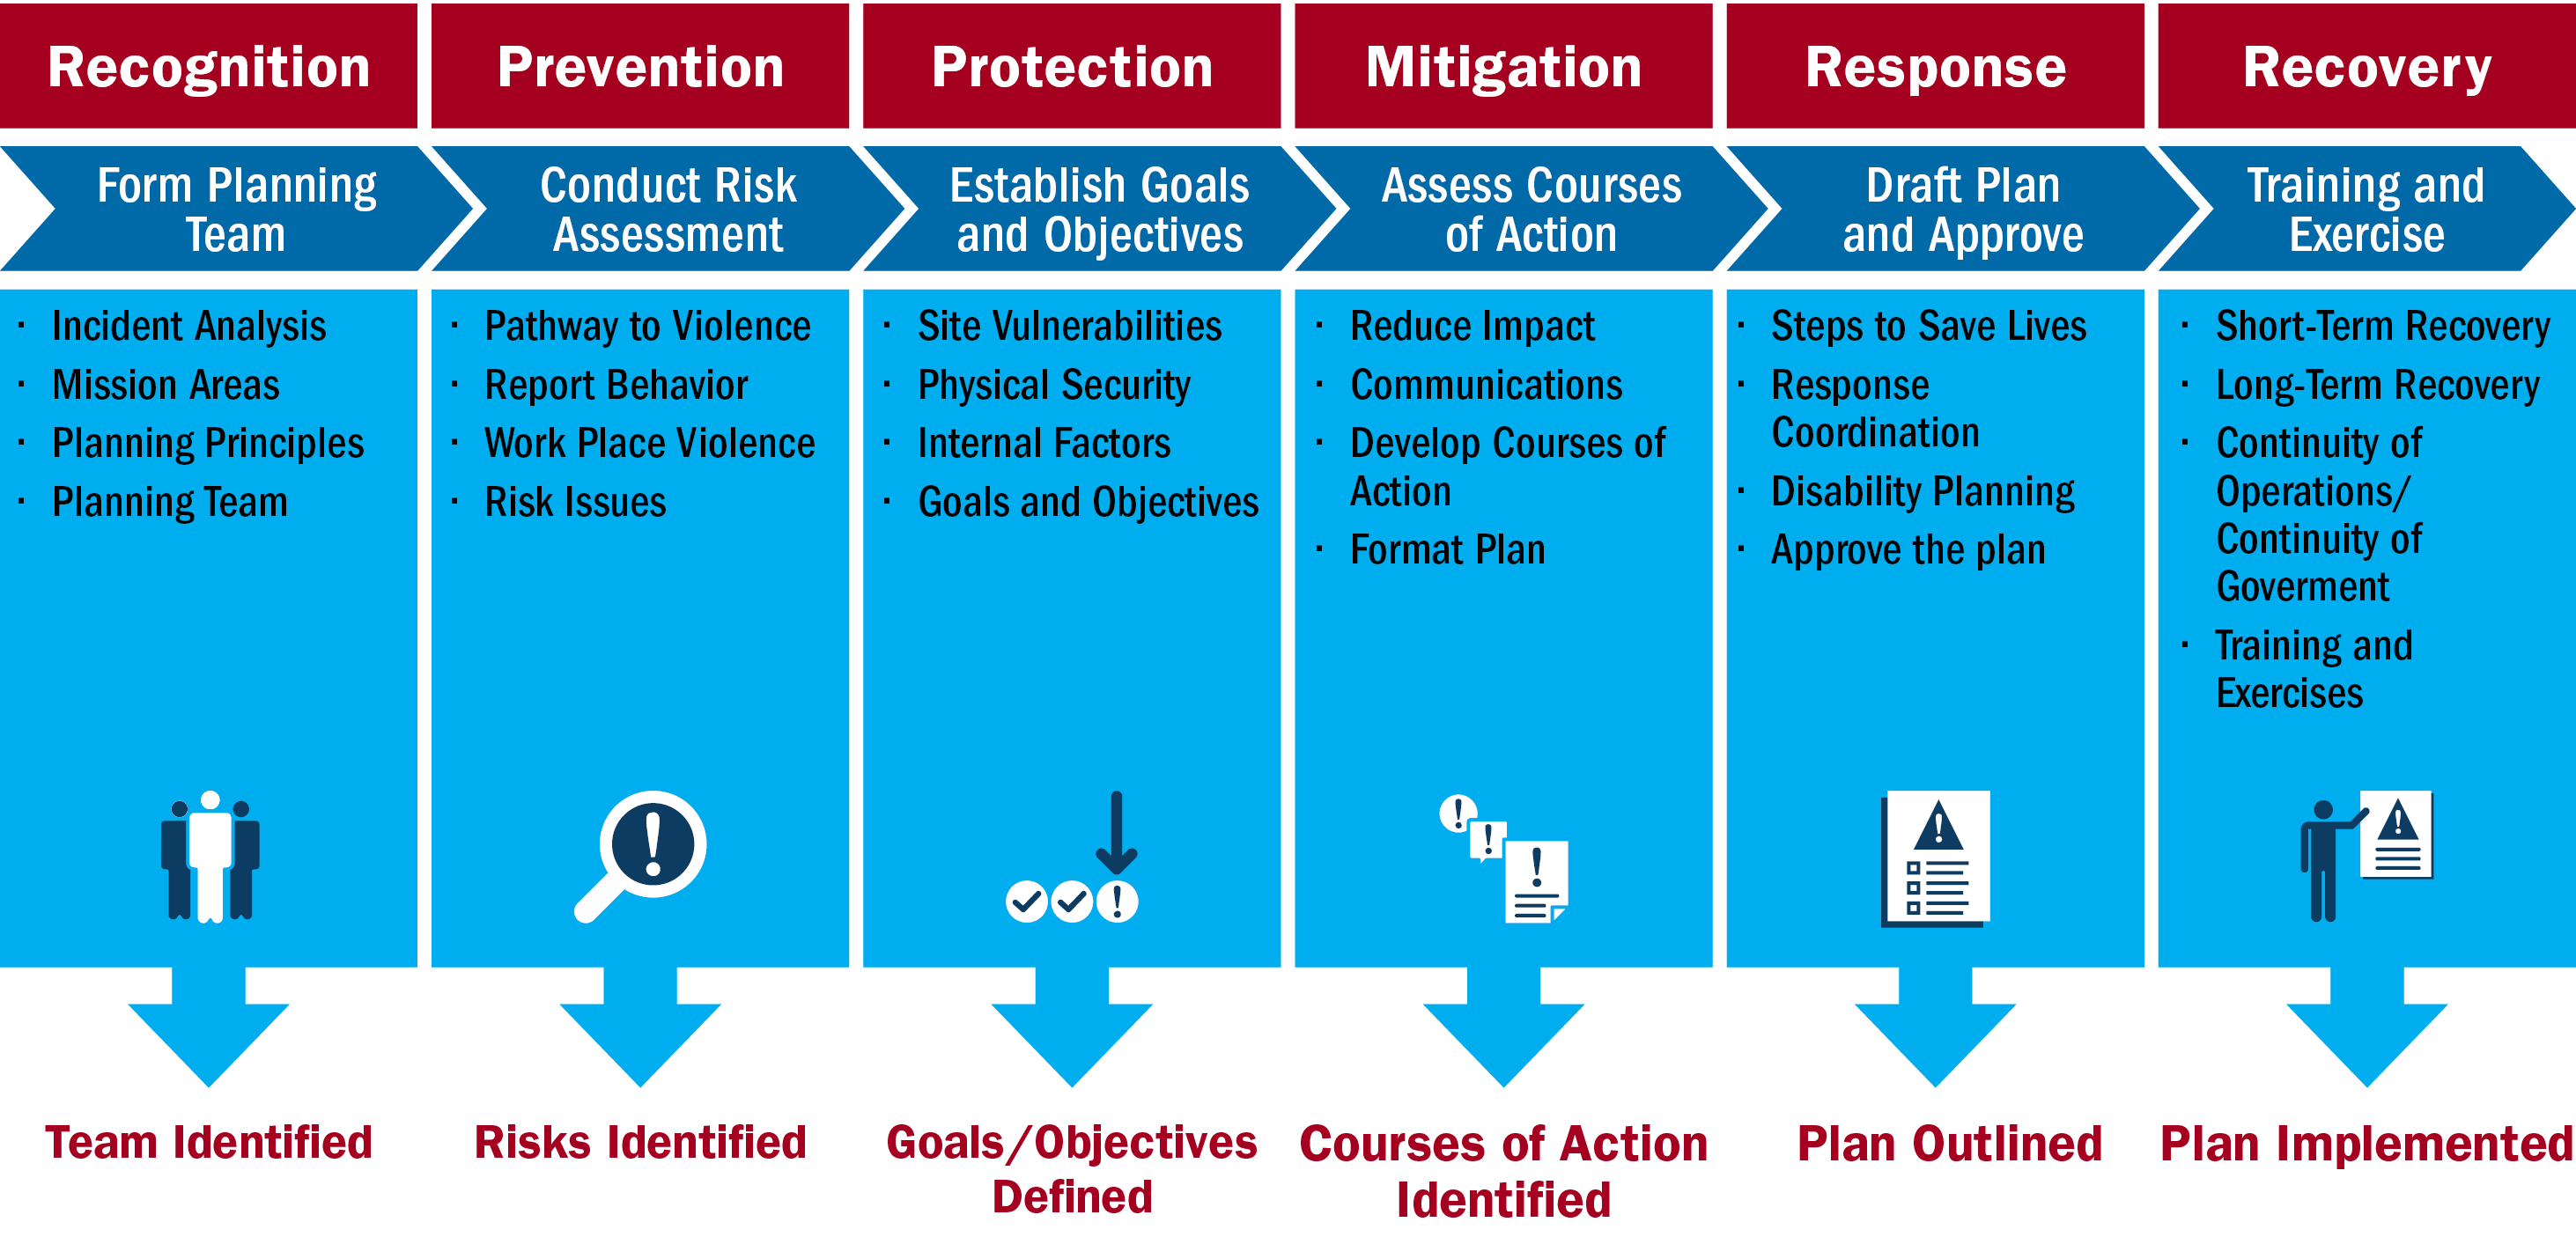 Recognition
Form Planning
Team
· Incident Analysis
· Mission Areas
· Planning Principles
· Planning Team
Team Identified
Prevention
Conduct Risk
Assessment
· Pathway to Violence
· Report Behavior
· Work Place Violence
· Risk Issues
Risks Identified
Protection
Establish Goals
and Objectives
· Site Vulnerabilities
· Physical Security
· Internal Factors
· Goals and Objectives
Goals/Objectives
Defined
Mitigation
Assess Courses
of Action
· Reduce Impact
· Communications
· Develop Courses of
Action
· Format Plan
Courses of Action
Identified
Response
Draft Plan
and Approve
· Steps to Save Lives
· Response
Coordination
· Disability Planning
· Approve the plan
Plan Outlined
Recovery
Training and
Exercise
· Short-Term Recovery
· Long-Term Recovery
· Continuity of
Operations/
Continuity of
Goverment
· Training and
Exercises
Plan Implemented